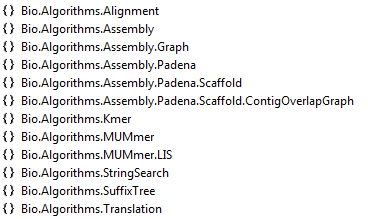 {} Bio.Algorithms.Alignment
{} Bio.Algorithms.Assembly
{} Bio.Algorithms.Assembly.Graph
{} Bio.Algorithms.Assembly.Padena
{} Bio.Algorithms.Assembly.Padena.Scaffold
{} Bio.Algorithms.Assembly.Padena.Scaffold.ContigOverlapGraph
{} Bio.Algorithms.Kmer
{} Bio.Algorithms.MUMmer
{} Bio.Algorithms.MUMmer.LIS
{} Bio.Algorithms.StringSearch
{} Bio.Algorithms.SuffixTree
{} Bio.Algorithms.Translation